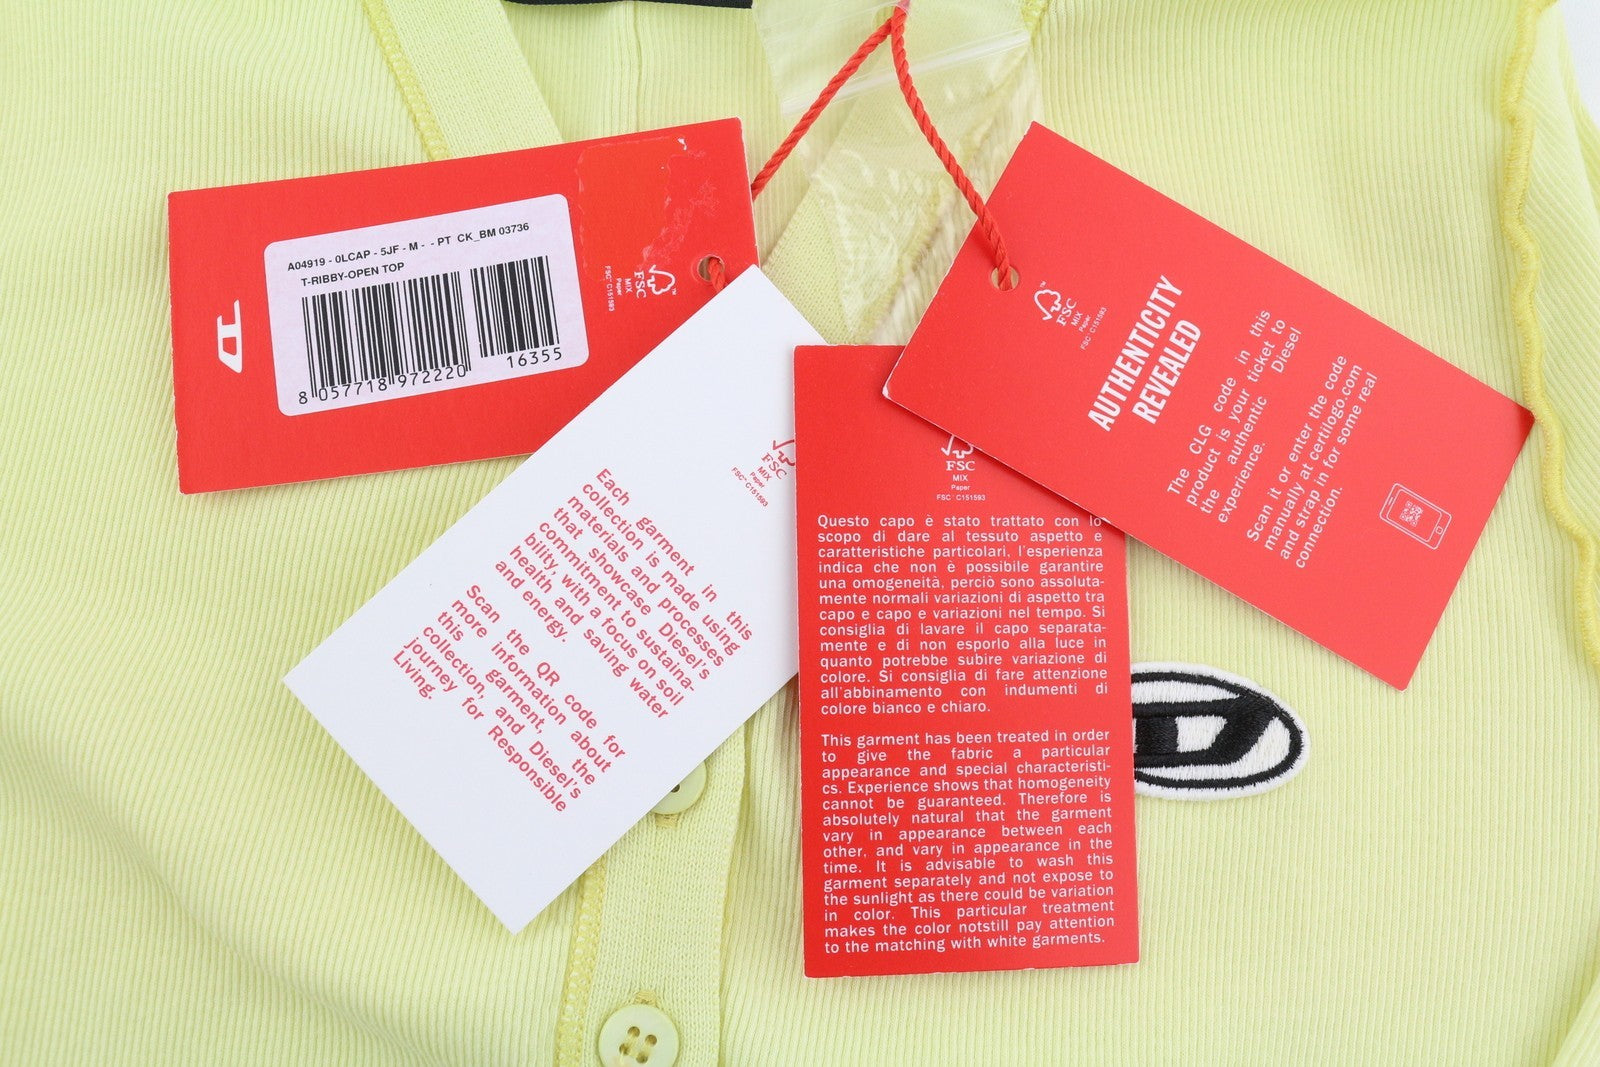 A04919 - 0LCAP - 5JF - M - - PT CK_BM 03736
T-RIBBY-OPEN TOP
8 057718 972220
16355
FSC™
MIX
Paper
FSC™ C151593
FSC
MIX
Paper
FSC™ C151593
Each garment in this
collection is made using
materials and processes
that showcase Diesel's
commitment to sustaina-
bility, with a focus on soil
health and saving water
and energy.
Scan the QR code for
more information about
this garment, the
collection, and Diesel's
journey for Responsible
Living.
FSC
MIX
Paper
FSC™ C151593
Questo capo è stato trattato con lo
scopo di dare al tessuto aspetto e
caratteristiche particolari, l'esperienza
indica che non è possibile garantire
una omogeneità, perciò sono assoluta-
mente normali variazioni di aspetto tra
capo e capo e variazioni nel tempo. Si
consiglia di lavare il capo separata-
mente e di non esporlo alla luce in
quanto potrebbe subire variazione di
colore. Si consiglia di fare attenzione
all'abbinamento con indumenti di
colore bianco e chiaro.
This garment has been treated in order
to give the fabric a particular
appearance and special characteristi-
cs. Experience shows that homogeneity
cannot be guaranteed. Therefore is
absolutely natural that the garment
vary in appearance between each
other, and vary in appearance in the
time. It is advisable to wash this
garment separately and not expose to
the sunlight as there could be variation
in color. This particular treatment
makes the color notstill pay attention
to the matching with white garments.
FSC™
MIX
Paper
FSC™ C151593
AUTHENTICITY
REVEALED
The CLG code in this
product is your ticket to
the authentic Diesel
experience.
Scan it or enter the code
manually at certilogo.com
and strap in for some real
connection.
D